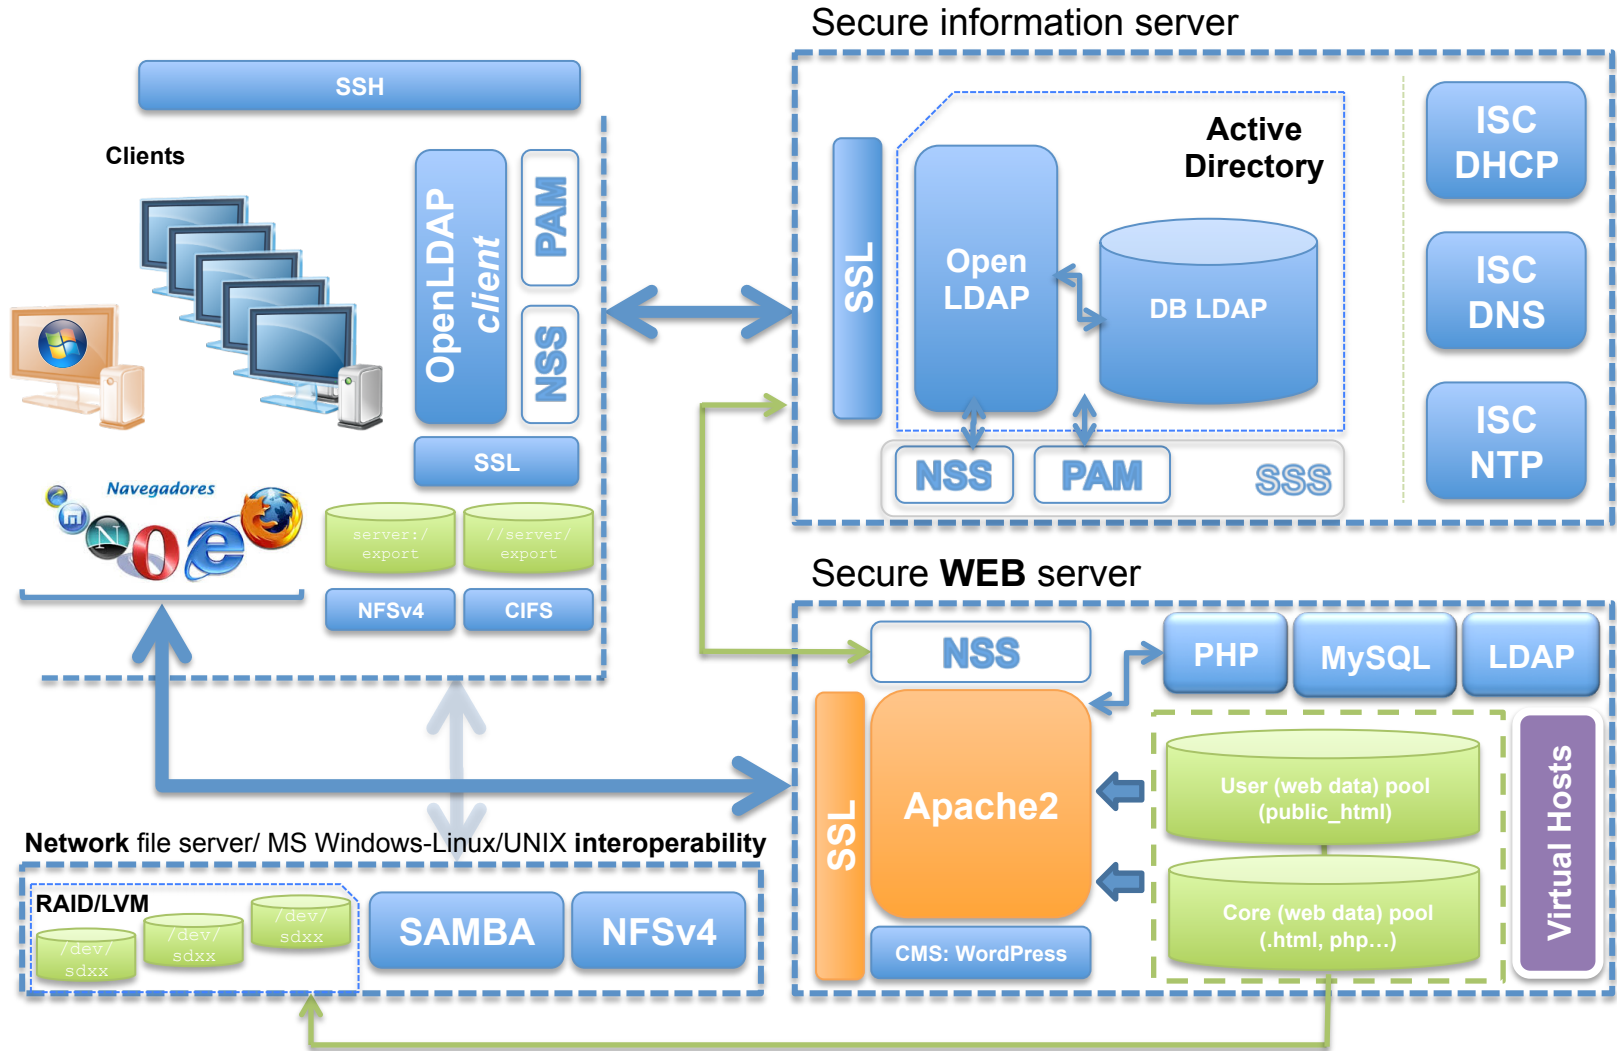 Secure information server
SSH
Clients
OpenLDAP
client
PAM
NSS
SSL
Navegadores
server:/
export
//server/
export
NFSv4
CIFS
SSL
Active
Directory
Open
LDAP
DB LDAP
NSS
PAM
SSS
ISC
DHCP
ISC
DNS
ISC
NTP
Secure WEB server
NSS
PHP
MySQL
LDAP
SSL
Apache2
CMS: WordPress
User (web data) pool
(public_html)
Core (web data) pool
(.html, php…)
Virtual Hosts
Network file server/ MS Windows-Linux/UNIX interoperability
RAID/LVM
/dev/
sdxx
/dev/
sdxx
/dev/
sdxx
SAMBA
NFSv4